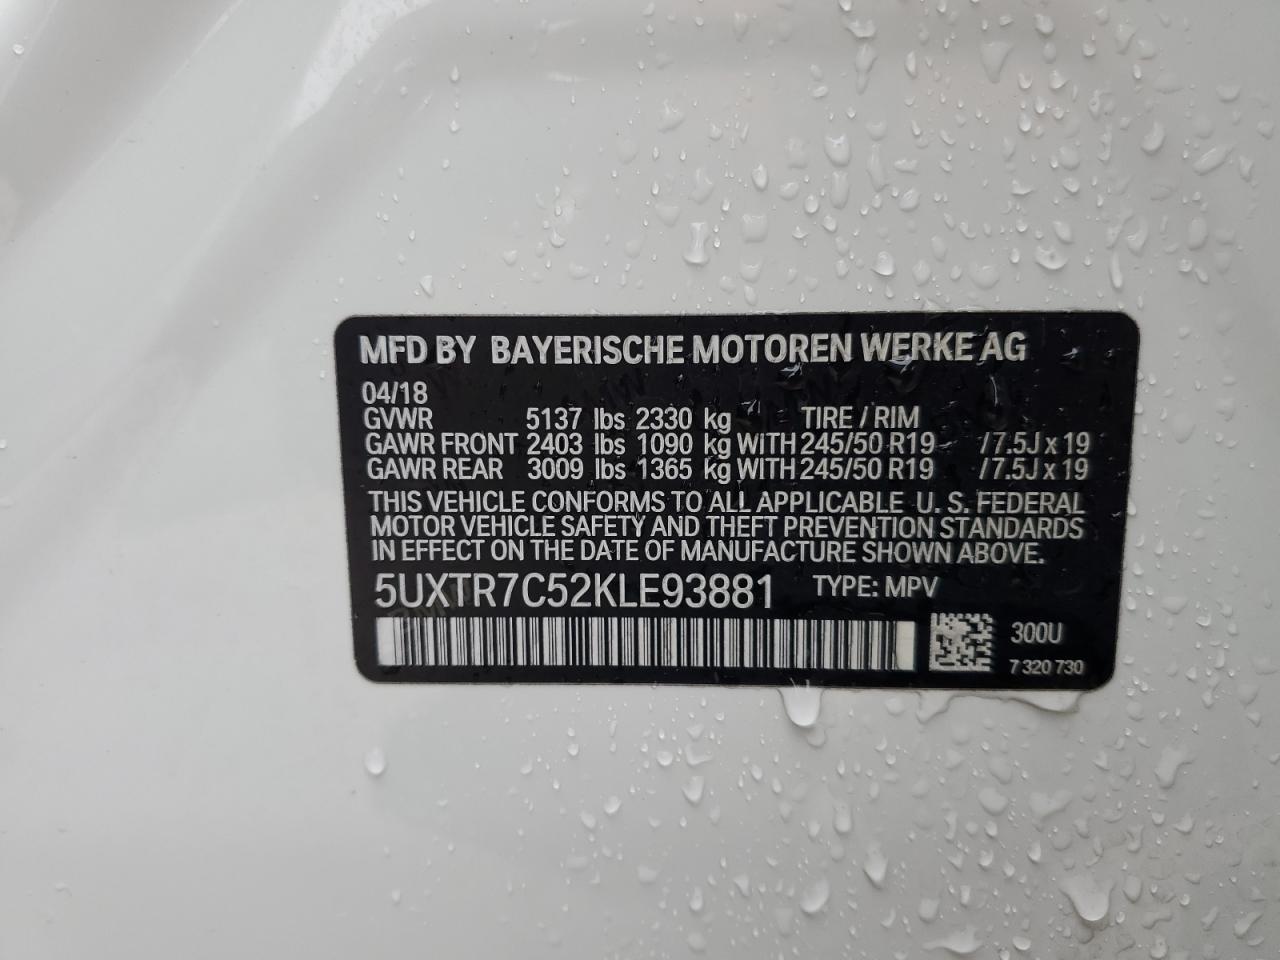 MFD BY BAYERISCHE MOTOREN WERKE AG
04/18
GVWR 5137 lbs 2330 kg TIRE / RIM
GAWR FRONT 2403 lbs 1090 kg WITH 245/50 R19 /7.5J x 19
GAWR REAR 3009 lbs 1365 kg WITH 245/50 R19 /7.5J x 19
THIS VEHICLE CONFORMS TO ALL APPLICABLE U. S. FEDERAL
MOTOR VEHICLE SAFETY AND THEFT PREVENTION STANDARDS
IN EFFECT ON THE DATE OF MANUFACTURE SHOWN ABOVE.
5UXTR7C52KLE93881 TYPE: MPV
300U
7 320 730